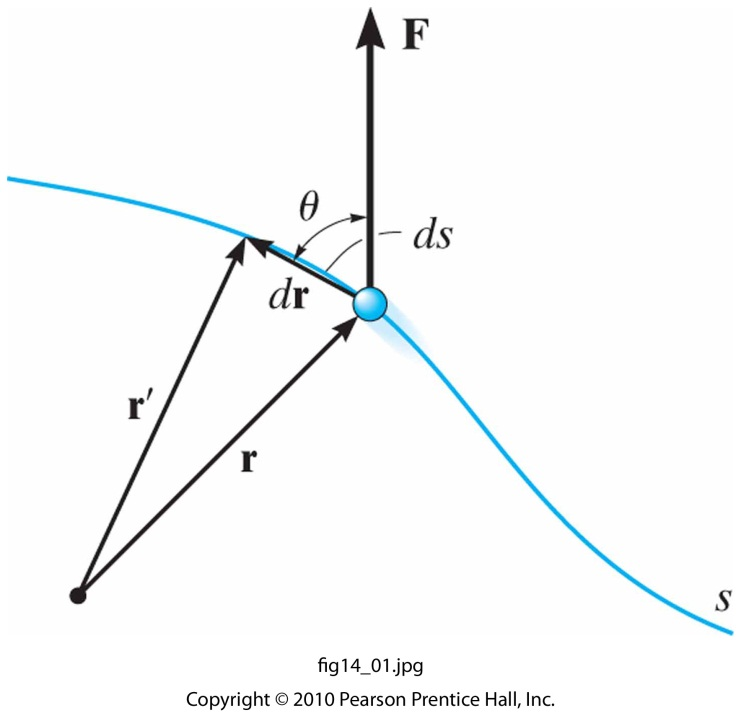 F
θ
ds
dr
r′
r
s
fig14_01.jpg
Copyright © 2010 Pearson Prentice Hall, Inc.